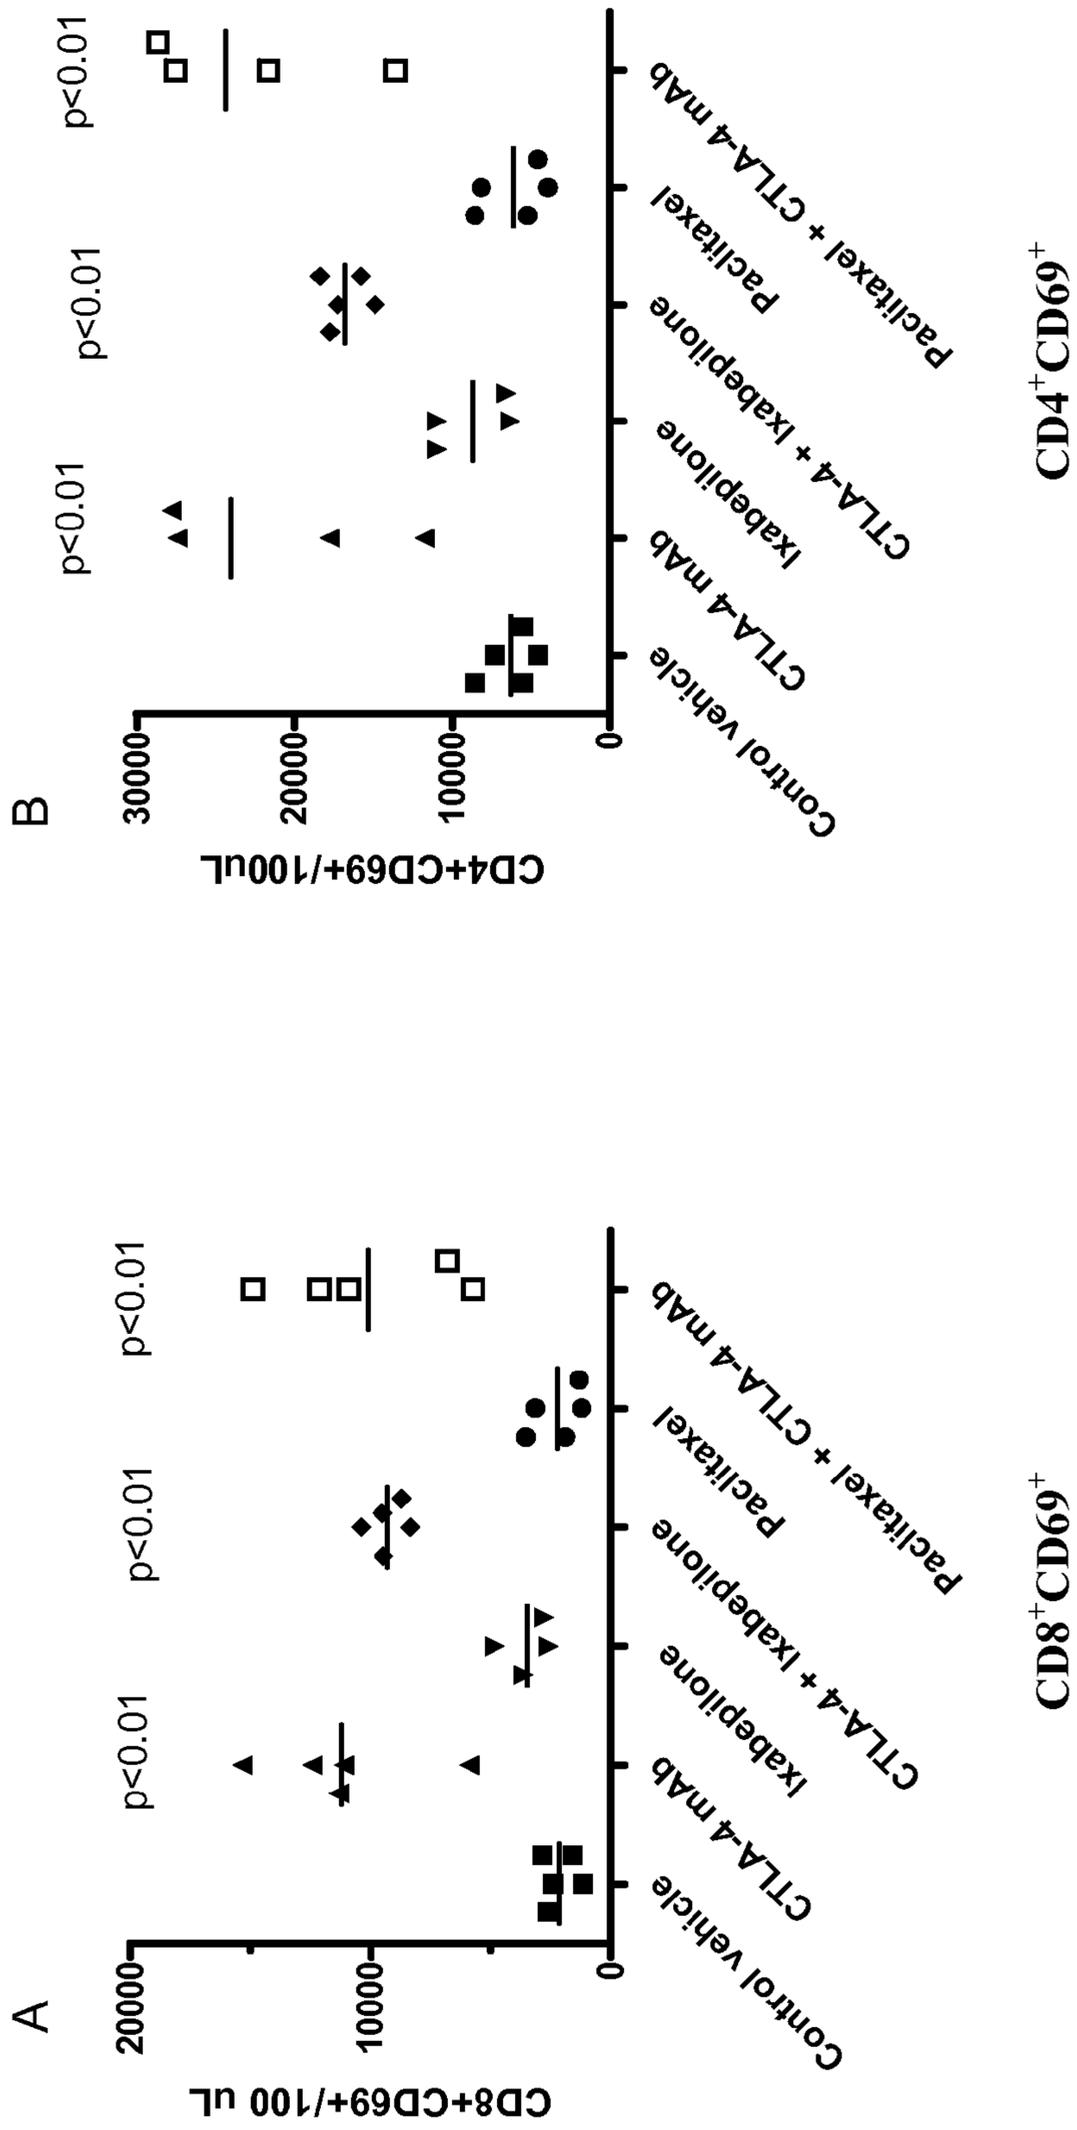 A
CD8+CD69+/100 uL
20000
10000
0
p<0.01
p<0.01
p<0.01
Control vehicle
CTLA-4 mAb
Ixabepilone
CTLA-4 + Ixabepilone
Paclitaxel
Paclitaxel + CTLA-4 mAb
CD8⁺CD69⁺
B
CD4+CD69+/100uL
30000
20000
10000
0
p<0.01
p<0.01
p<0.01
Control vehicle
CTLA-4 mAb
Ixabepilone
CTLA-4 + Ixabepilone
Paclitaxel
Paclitaxel + CTLA-4 mAb
CD4⁺CD69⁺